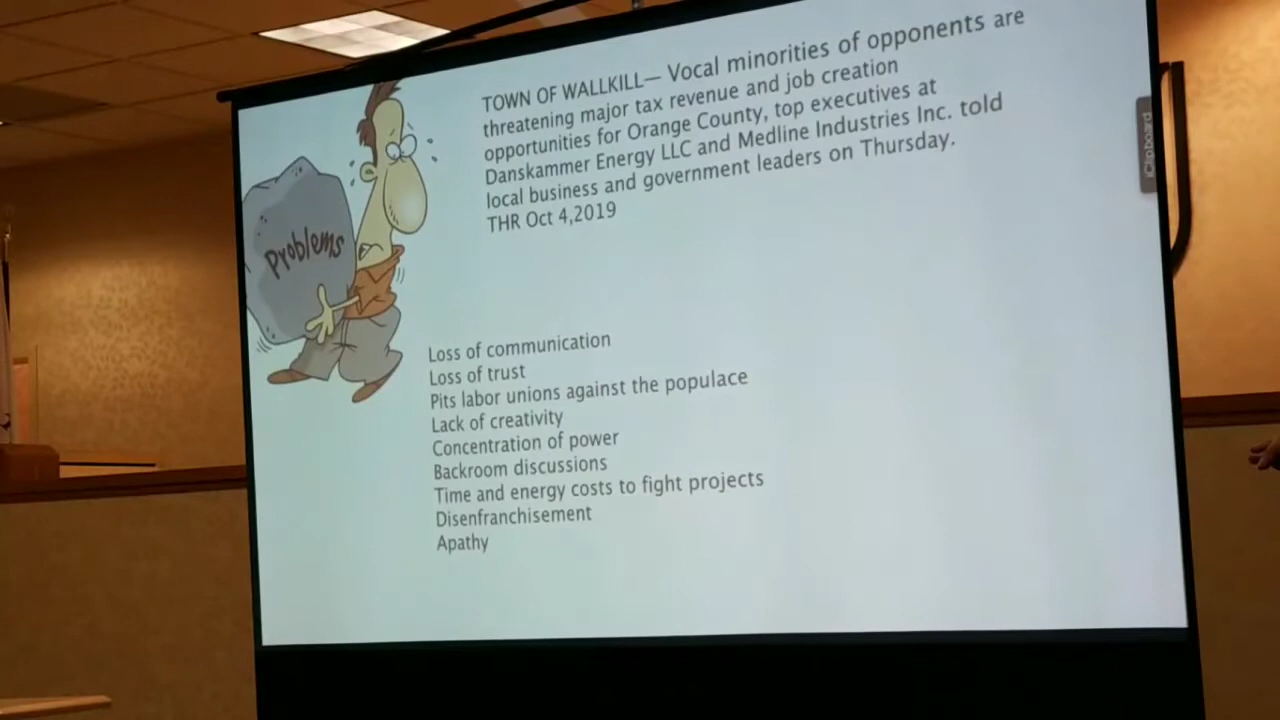 TOWN OF WALLKILL— Vocal minorities of opponents are
threatening major tax revenue and job creation
opportunities for Orange County, top executives at
Danskammer Energy LLC and Medline Industries Inc. told
local business and government leaders on Thursday.
THR Oct 4,2019
Problems
iClipboard
Loss of communication
Loss of trust
Pits labor unions against the populace
Lack of creativity
Concentration of power
Backroom discussions
Time and energy costs to fight projects
Disenfranchisement
Apathy